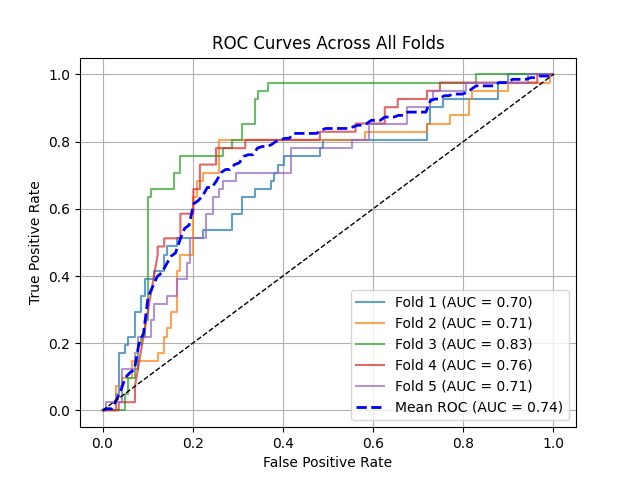 ROC Curves Across All Folds
True Positive Rate
1.0
0.8
0.6
0.4
0.2
0.0
Fold 1 (AUC = 0.70)
Fold 2 (AUC = 0.71)
Fold 3 (AUC = 0.83)
Fold 4 (AUC = 0.76)
Fold 5 (AUC = 0.71)
Mean ROC (AUC = 0.74)
0.0 0.2 0.4 0.6 0.8 1.0
False Positive Rate